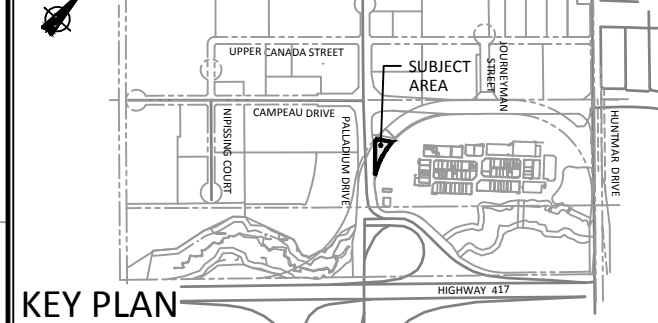 UPPER CANADA STREET
SUBJECT
AREA
JOURNEYMAN
STREET
CAMPEAU DRIVE
NIPISSING COURT
PALLADIUM DRIVE
HUNTMAR DRIVE
HIGHWAY 417
KEY PLAN